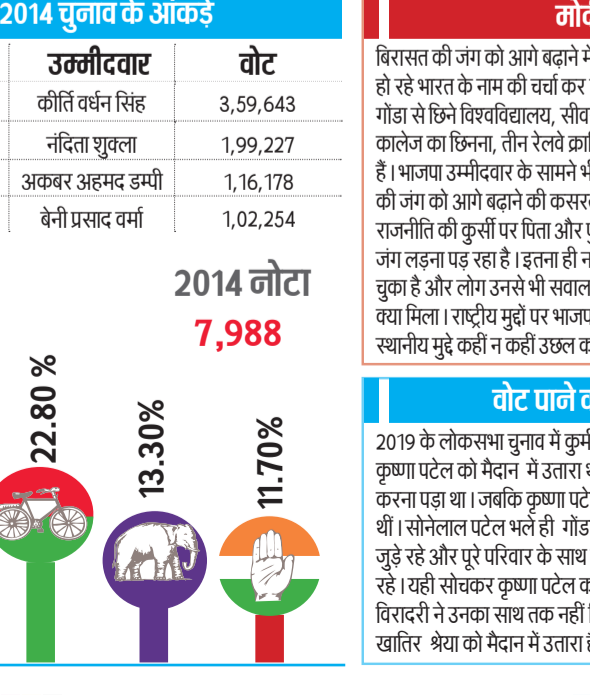 2014 चुनाव के आंकड़े
उम्मीदवार वोट
कीर्ति वर्धन सिंह 3,59,643
नंदिता शुक्ला 1,99,227
अकबर अहमद डम्पी 1,16,178
बेनी प्रसाद वर्मा 1,02,254
2014 नोटा
7,988
22.80 %
13.30%
11.70%
बिरासत की जंग को आगे बढ़ाने में
हो रहे भारत के नाम की चर्चा कर
गोंडा से छिने विश्वविद्यालय, सीव
कालेज का छिनना, तीन रेलवे क्रा
हैं। भाजपा उम्मीदवार के सामने भी
की जंग को आगे बढ़ाने की कसर
राजनीति की कुर्सी पर पिता और
जंग लड़ना पड़ रहा है। इतना ही न
चुका है और लोग उनसे भी सवाल
क्या मिला। राष्ट्रीय मुद्दों पर भाजप
स्थानीय मुद्दे कहीं न कहीं उछल
वोट पाने
2019 के लोकसभा चुनाव में कुर्मी
कृष्णा पटेल को मैदान में उतारा
करना पड़ा था। जबकि कृष्णा पटे
थीं। सोनेलाल पटेल भले ही गोंड
जुड़े रहे और पूरे परिवार के साथ
रहे। यही सोचकर कृष्णा पटेल
विरादरी ने उनका साथ तक नहीं
खातिर श्रेया को मैदान में उतारा